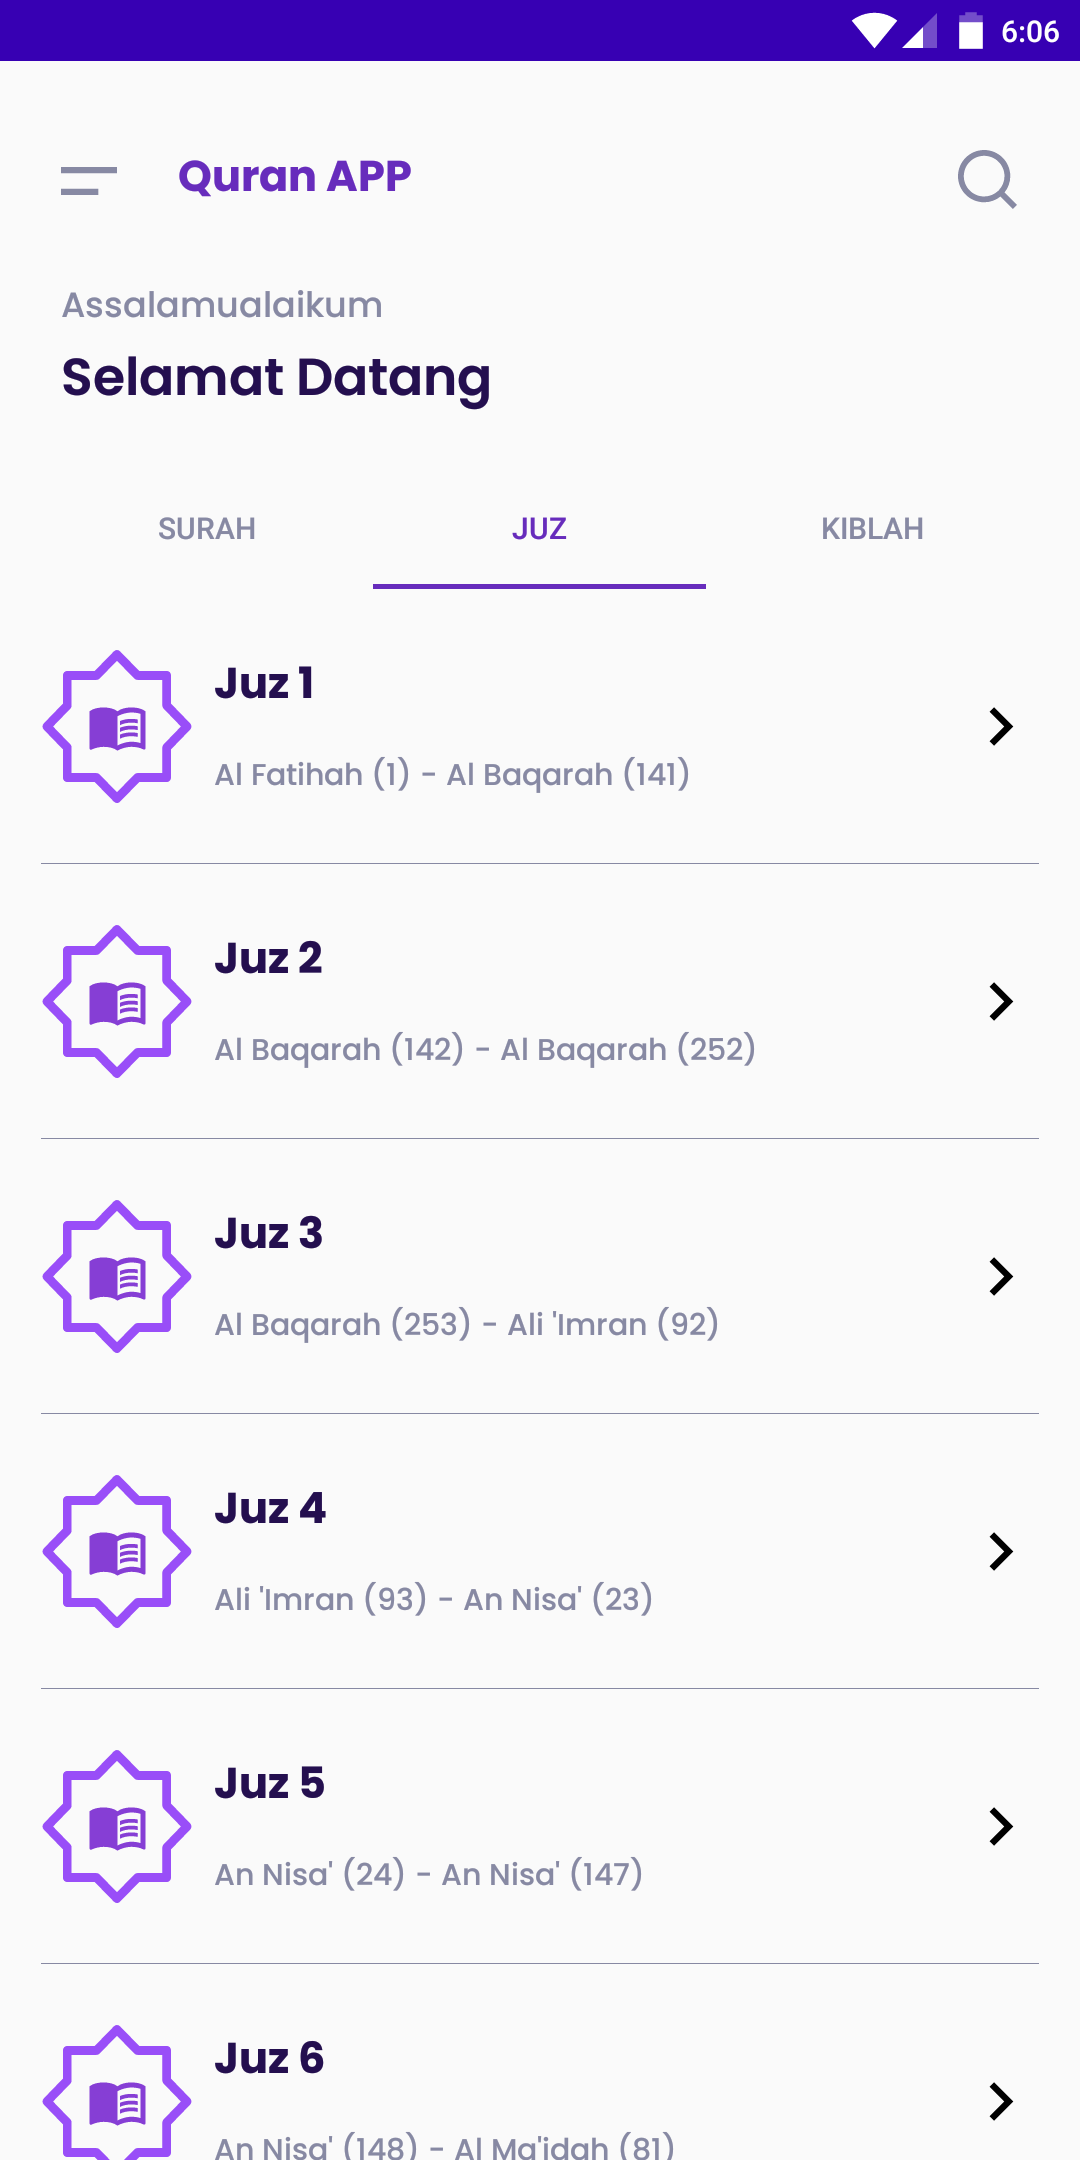 6:06
Quran APP
Assalamualaikum
Selamat Datang
SURAH JUZ KIBLAH
Juz 1
Al Fatihah (1) - Al Baqarah (141)
Juz 2
Al Baqarah (142) - Al Baqarah (252)
Juz 3
Al Baqarah (253) - Ali 'Imran (92)
Juz 4
Ali 'Imran (93) - An Nisa' (23)
Juz 5
An Nisa' (24) - An Nisa' (147)
Juz 6
An Nisa' (148) - Al Ma'idah (81)